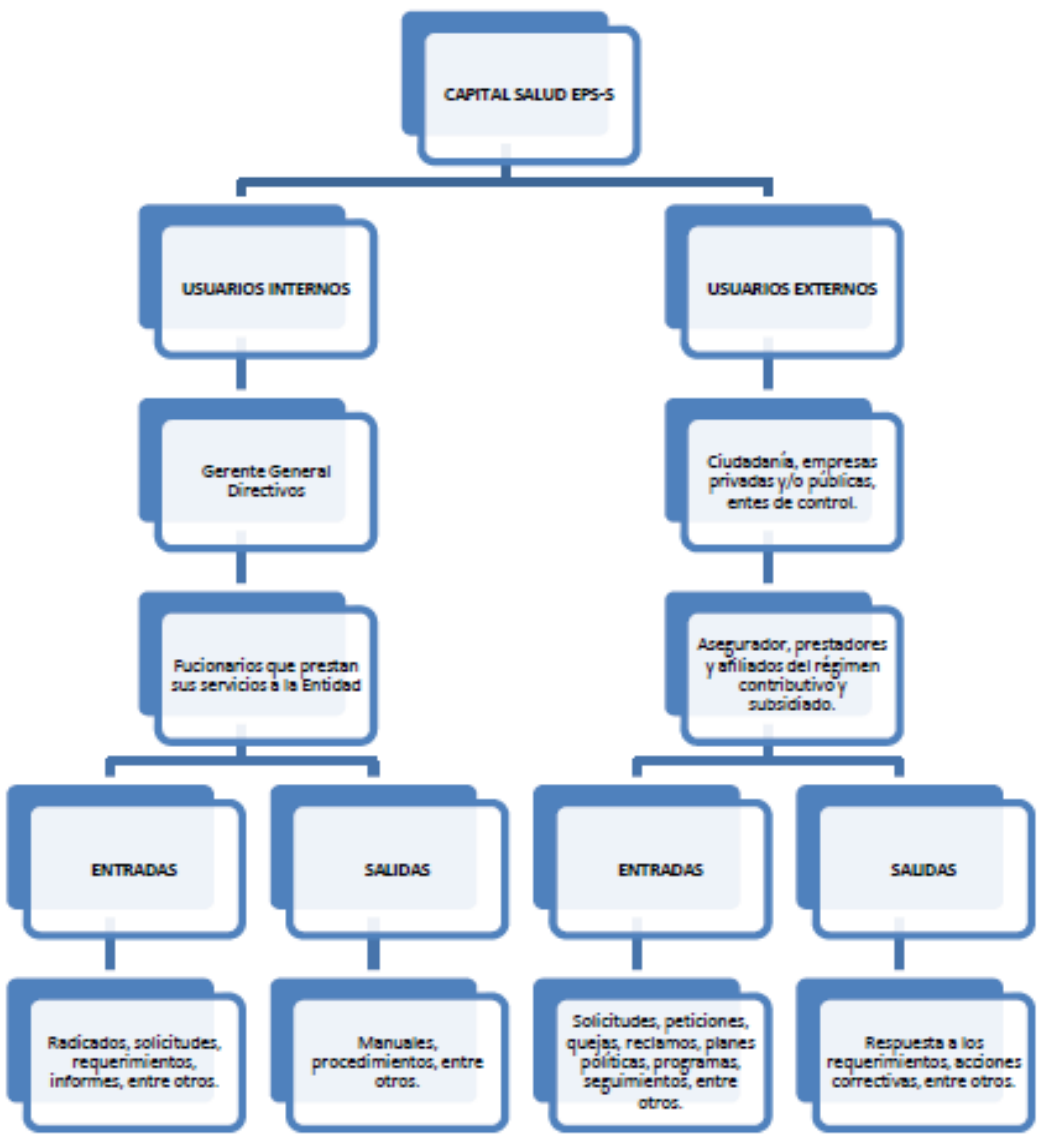 CAPITAL SALUD EPS-S
USUARIOS INTERNOS
USUARIOS EXTERNOS
Gerente General
Directivos
Ciudadanía, empresas
privadas y/o públicas,
entes de control.
Fucionarios que prestan
sus servicios a la Entidad
Asegurador, prestadores
y afiliados del régimen
contributivo y
subsidiado.
ENTRADAS
SALIDAS
ENTRADAS
SALIDAS
Radicados, solicitudes,
requerimientos,
informes, entre otros.
Manuales,
procedimientos, entre
otros.
Solicitudes, peticiones,
quejas, reclamos, planes
políticas, programas,
seguimientos, entre
otros.
Respuesta a los
requerimientos, acciones
correctivas, entre otros.